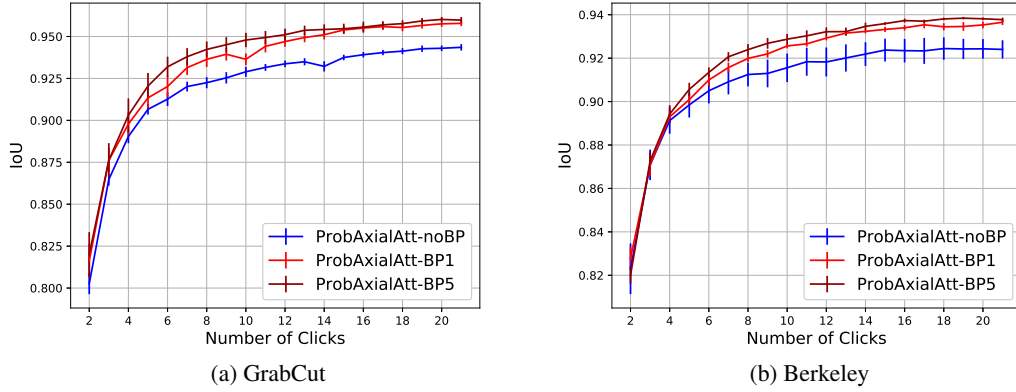 0.950
0.925
0.900
0.875
0.850
0.825
0.800
IoU
2 4 6 8 10 12 14 16 18 20
Number of Clicks
ProbAxialAtt-noBP
ProbAxialAtt-BP1
ProbAxialAtt-BP5
(a) GrabCut
0.94
0.92
0.90
0.88
0.86
0.84
0.82
IoU
2 4 6 8 10 12 14 16 18 20
Number of Clicks
ProbAxialAtt-noBP
ProbAxialAtt-BP1
ProbAxialAtt-BP5
(b) Berkeley